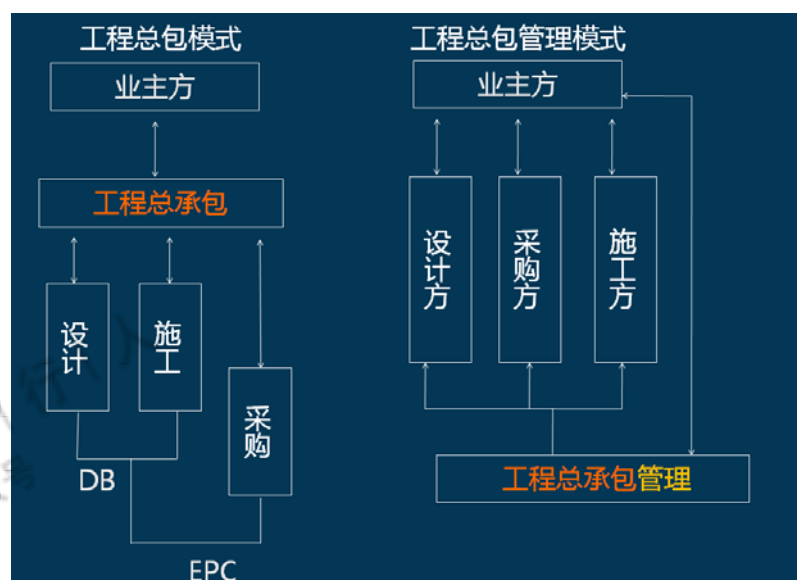 工程总包模式
业主方
工程总承包
设计
施工
采购
DB
EPC
工程总包管理模式
业主方
设计方
采购方
施工方
工程总承包管理